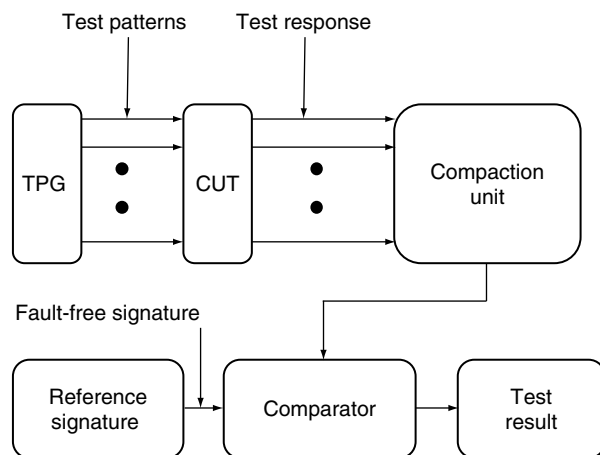 Test patterns
Test response
TPG
CUT
Compaction
unit
Fault-free signature
Reference
signature
Comparator
Test
result